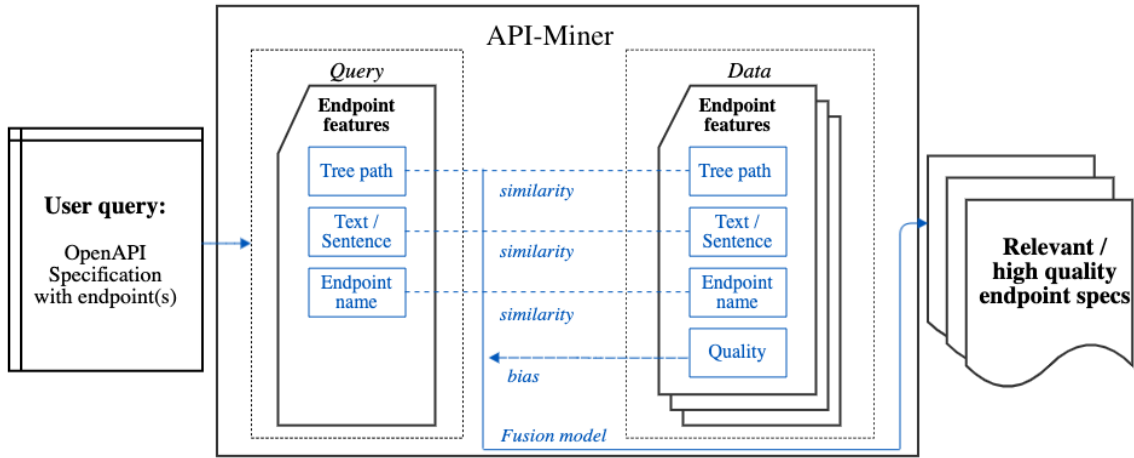 API-Miner
User query:
OpenAPI
Specification
with endpoint(s)
Query
Endpoint
features
Tree path
Text /
Sentence
Endpoint
name
similarity
similarity
similarity
bias
Fusion model
Data
Endpoint
features
Tree path
Text /
Sentence
Endpoint
name
Quality
Relevant /
high quality
endpoint specs